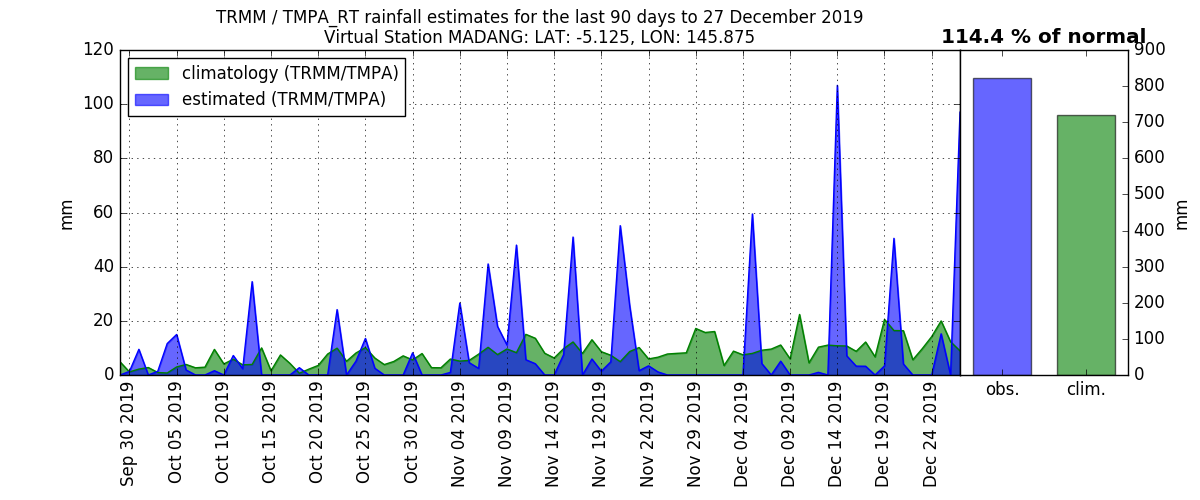 TRMM / TMPA_RT rainfall estimates for the last 90 days to 27 December 2019
Virtual Station MADANG: LAT: -5.125, LON: 145.875
114.4 % of normal
climatology (TRMM/TMPA)
estimated (TRMM/TMPA)
mm
120
100
80
60
40
20
0
Sep 30 2019
Oct 05 2019
Oct 10 2019
Oct 15 2019
Oct 20 2019
Oct 25 2019
Oct 30 2019
Nov 04 2019
Nov 09 2019
Nov 14 2019
Nov 19 2019
Nov 24 2019
Nov 29 2019
Dec 04 2019
Dec 09 2019
Dec 14 2019
Dec 19 2019
Dec 24 2019
obs.
clim.
900
800
700
600
500
400
300
200
100
0
mm